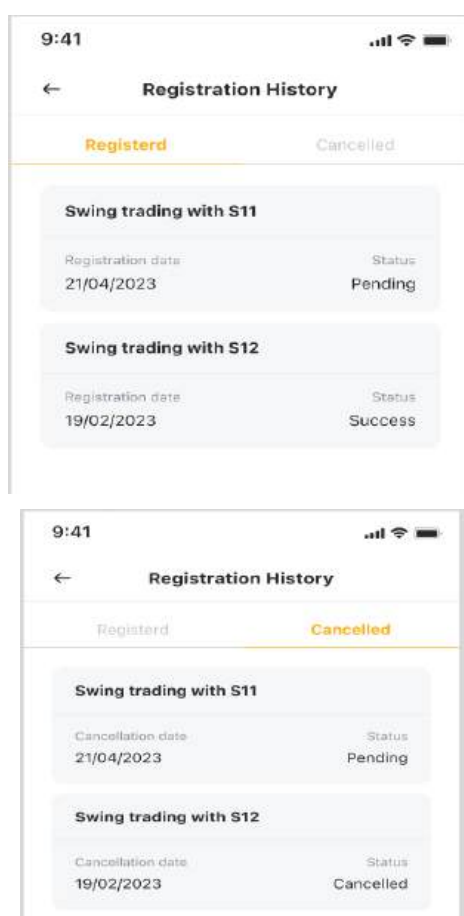 9:41
← Registration History
Registerd Cancelled
Swing trading with S11
Registration date Status
21/04/2023 Pending
Swing trading with S12
Registration date Status
19/02/2023 Success
9:41
← Registration History
Registerd Cancelled
Swing trading with S11
Cancellation date Status
21/04/2023 Pending
Swing trading with S12
Cancellation date Status
19/02/2023 Cancelled